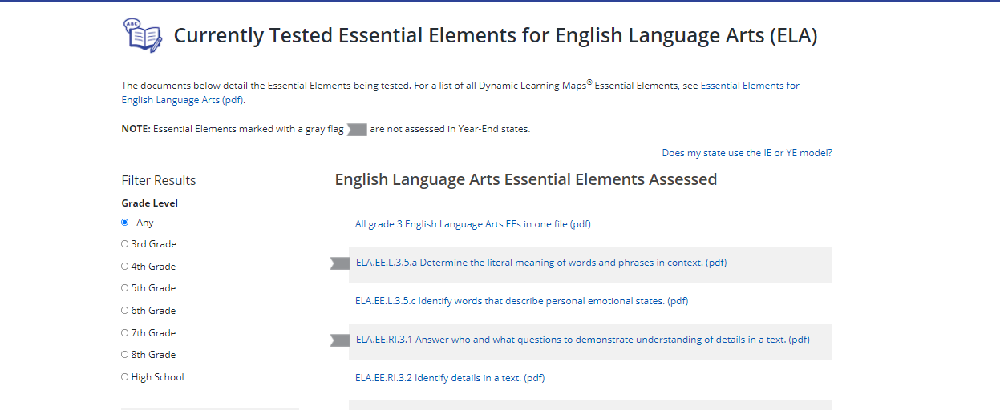 ABC
Currently Tested Essential Elements for English Language Arts (ELA)
The documents below detail the Essential Elements being tested. For a list of all Dynamic Learning Maps® Essential Elements, see Essential Elements for
English Language Arts (pdf).
NOTE: Essential Elements marked with a gray flag are not assessed in Year-End states.
Does my state use the IE or YE model?
Filter Results
Grade Level
- Any -
3rd Grade
4th Grade
5th Grade
6th Grade
7th Grade
8th Grade
High School
English Language Arts Essential Elements Assessed
All grade 3 English Language Arts EEs in one file (pdf)
ELA.EE.L.3.5.a Determine the literal meaning of words and phrases in context. (pdf)
ELA.EE.L.3.5.c Identify words that describe personal emotional states. (pdf)
ELA.EE.RI.3.1 Answer who and what questions to demonstrate understanding of details in a text. (pdf)
ELA.EE.RI.3.2 Identify details in a text. (pdf)